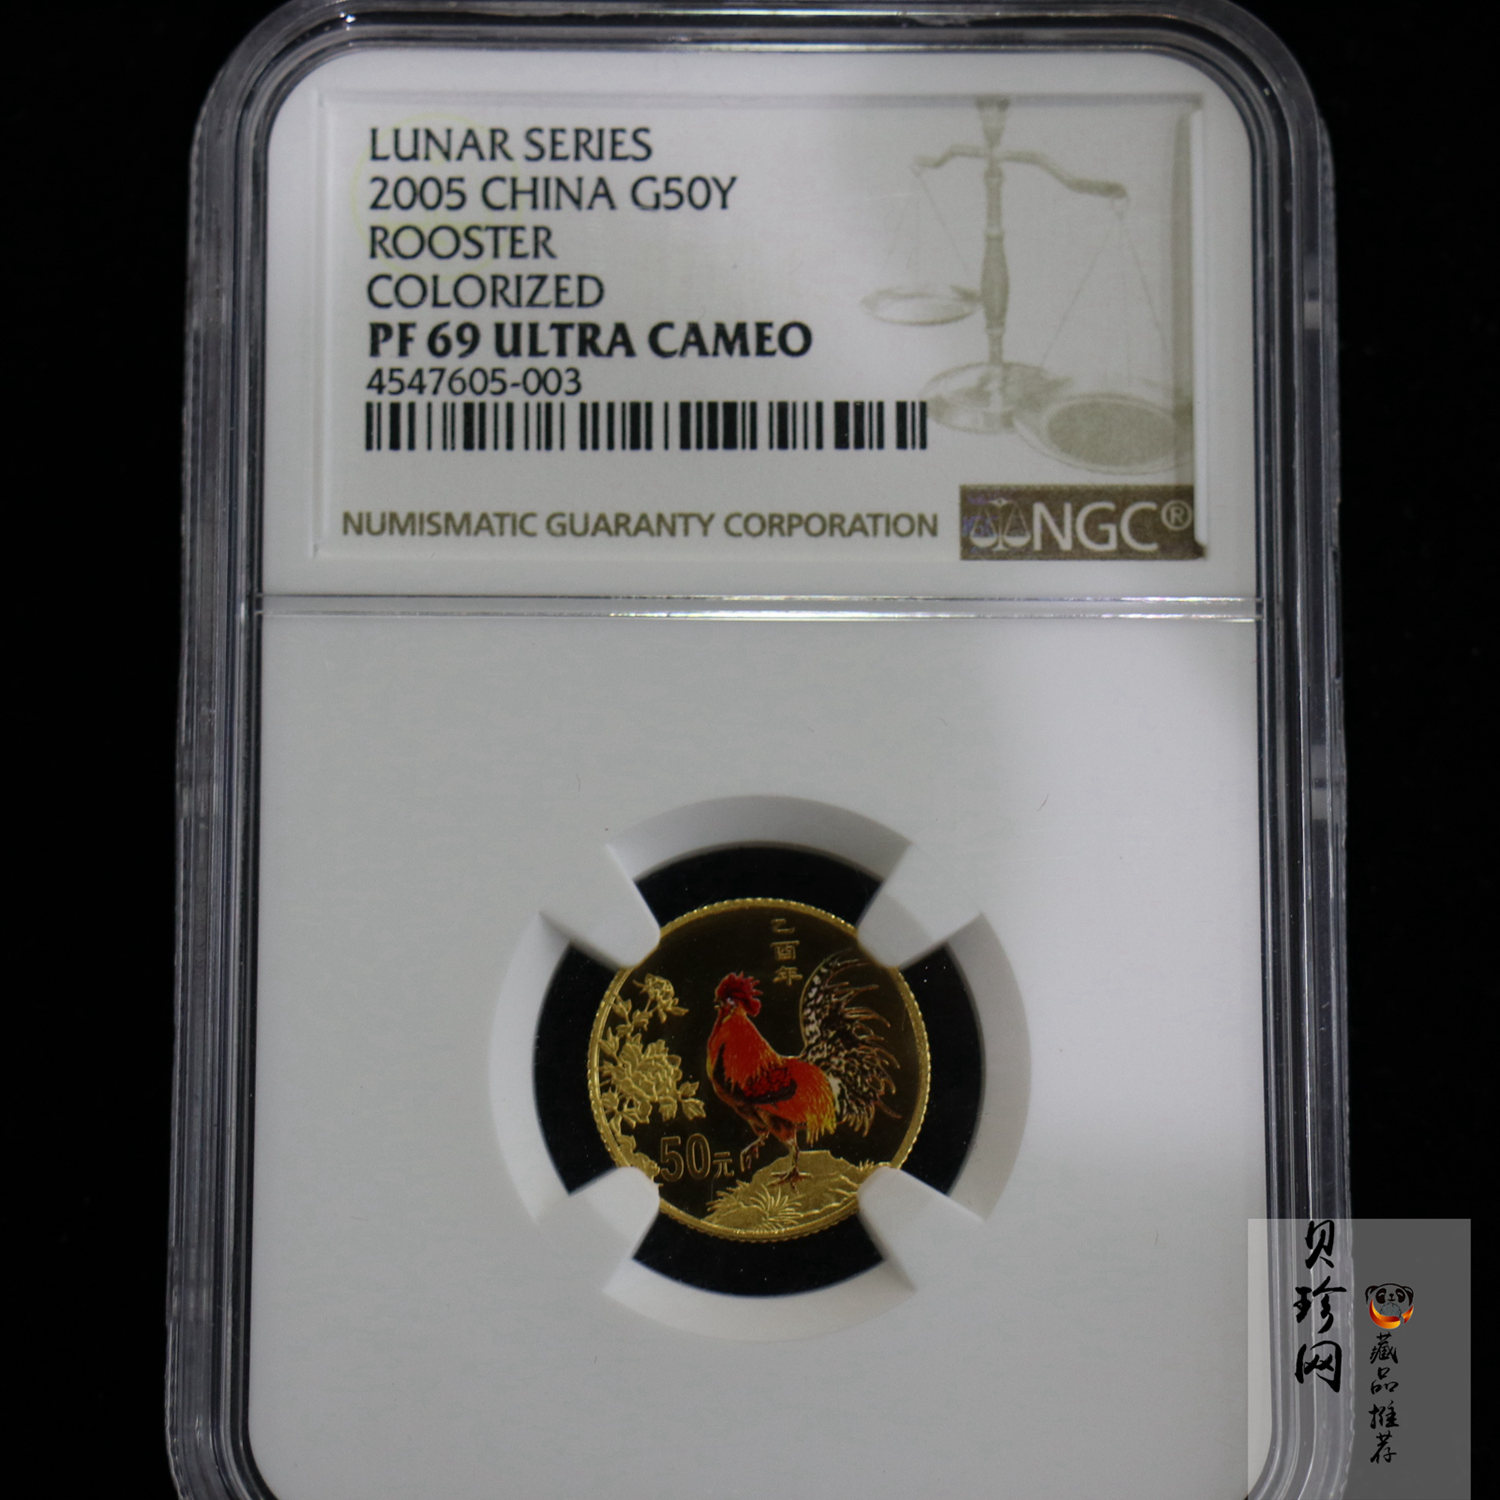 LUNAR SERIES
2005 CHINA G50Y
ROOSTER
COLORIZED
PF 69 ULTRA CAMEO
4547605-003
NUMISMATIC GUARANTY CORPORATION
NGC®
乙酉年
50元
贝珍网
藏品推荐